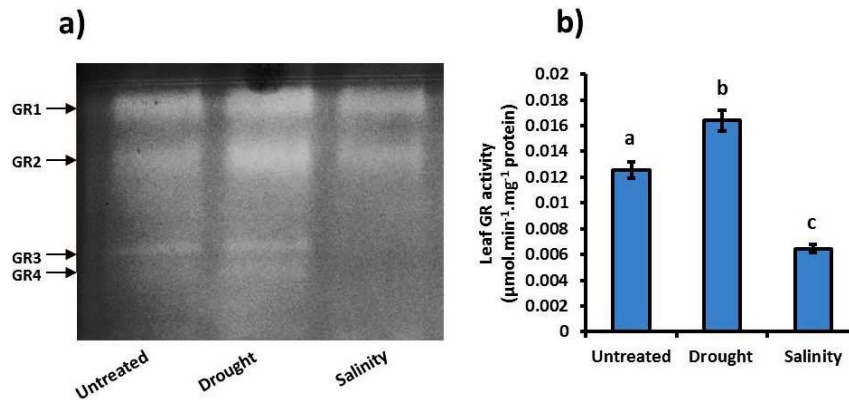 a)
GR1
GR2
GR3
GR4
Untreated
Drought
Salinity
b)
Leaf GR activity
(µmol.min⁻¹.mg⁻¹ protein)
0.02
0.018
0.016
0.014
0.012
0.01
0.008
0.006
0.004
0.002
0
a
b
c
Untreated
Drought
Salinity